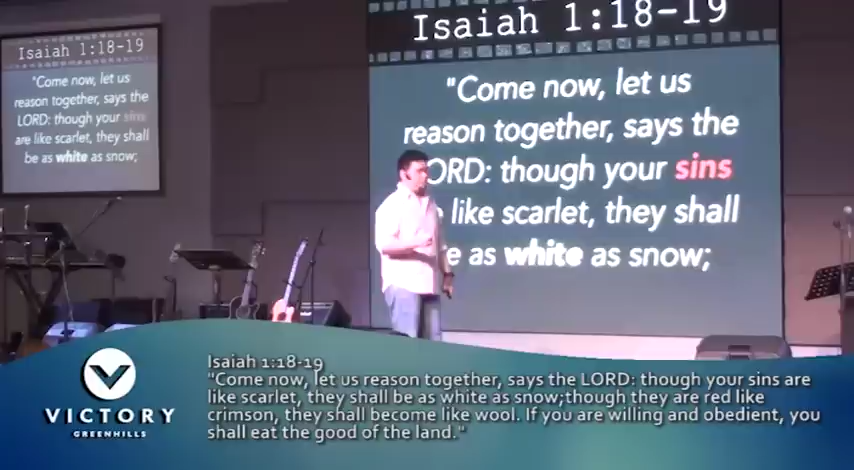 Isaiah 1:18-19
"Come now, let us
reason together, says the
LORD: though your sins
are like scarlet, they shall
be as white as snow;
Isaiah 1:18-19
"Come now, let us
reason together, says the
ORD: though your sins
like scarlet, they shall
as white as snow;
VICTORY
GREENHILLS
Isaiah 1:18-19
"Come now, let us reason together, says the LORD: though your sins are
like scarlet, they shall be as white as snow;though they are red like
crimson, they shall become like wool. If you are willing and obedient, you
shall eat the good of the land."